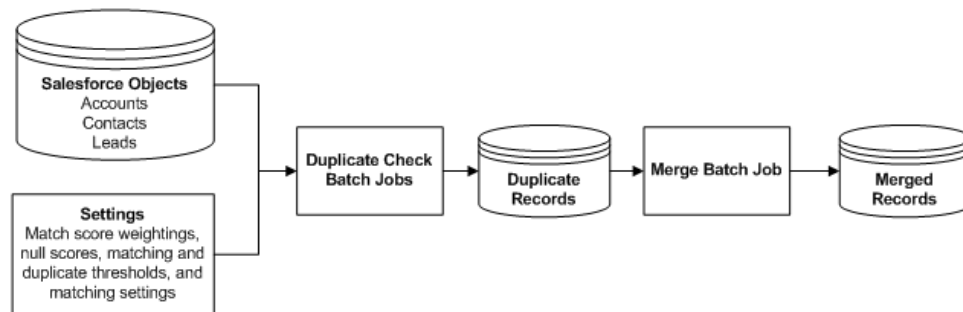 Salesforce Objects
Accounts
Contacts
Leads
Settings
Match score weightings,
null scores, matching and
duplicate thresholds, and
matching settings
Duplicate Check
Batch Jobs
Duplicate
Records
Merge Batch Job
Merged
Records